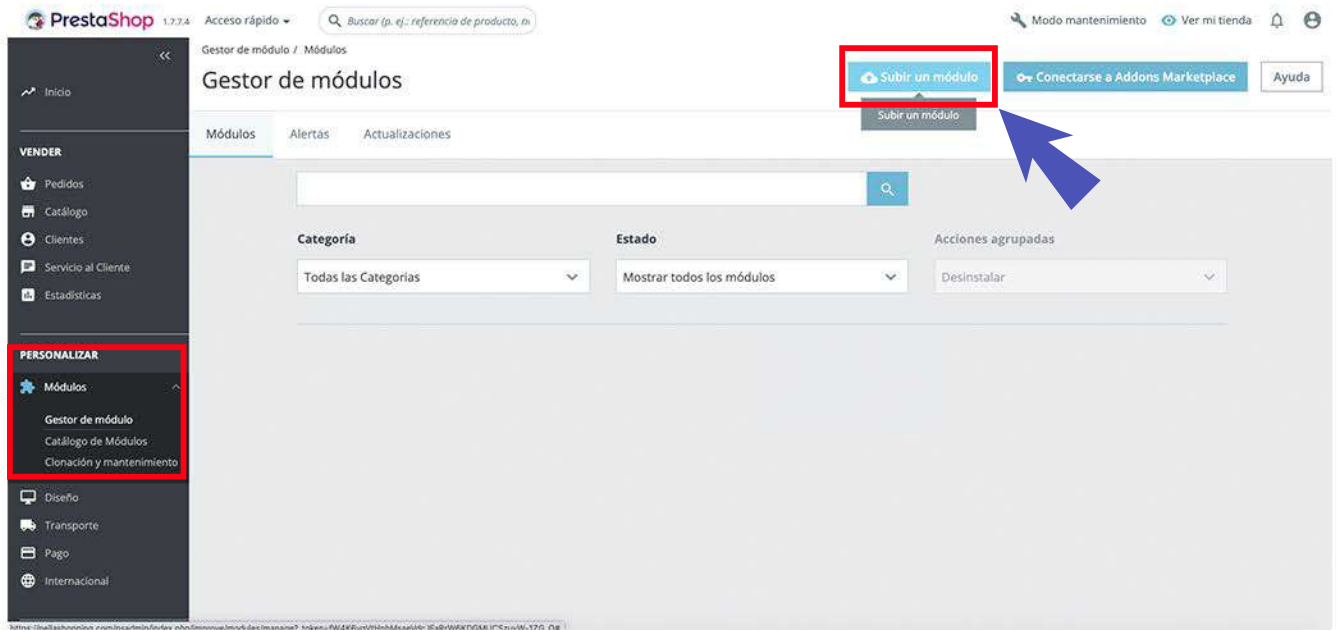 PrestaShop 1.7.7.4 Acceso rápido Buscar (p. ej.: referencia de producto, n Modo mantenimiento Ver mi tienda
Gestor de módulo / Módulos
Gestor de módulos
Subir un módulo Conectarse a Addons Marketplace Ayuda
Subir un módulo
Módulos Alertas Actualizaciones
Inicio
VENDER
Pedidos
Catálogo
Clientes
Servicio al Cliente
Estadísticas
PERSONALIZAR
Módulos
Gestor de módulo
Catálogo de Módulos
Clonación y mantenimiento
Diseño
Transporte
Pago
Internacional
Categoría Estado Acciones agrupadas
Todas las Categorias Mostrar todos los módulos Desinstalar